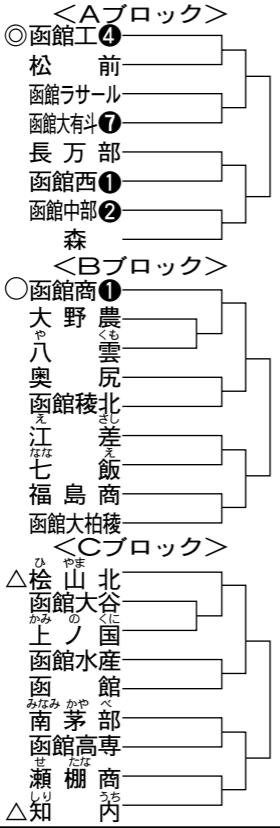 ＜Aブロック＞
◎函館工❹
松前
函館ラサール
函館大有斗❼
長万部
函館西❶
函館中部❷
森
＜Bブロック＞
○函館商❶
大野農
八雲
やくも
奥尻
函館稜北
江差
えさし
七飯
ななえ
福島商
函館大柏稜
＜Cブロック＞
△桧山北
ひやま
函館大谷
上ノ国
かみのくに
函館水産
函館
南茅部
みなみかやべ
函館高専
瀬棚商
せたな
△知内
しりうち